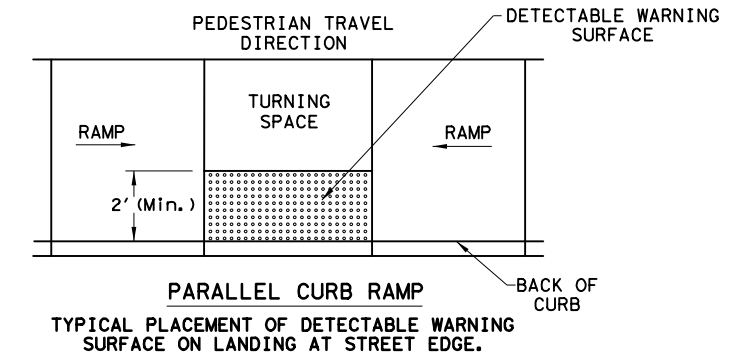 PEDESTRIAN TRAVEL
DIRECTION
DETECTABLE WARNING
SURFACE
TURNING
SPACE
RAMP
RAMP
2' (Min.)
BACK OF
CURB
PARALLEL CURB RAMP
TYPICAL PLACEMENT OF DETECTABLE WARNING
SURFACE ON LANDING AT STREET EDGE.